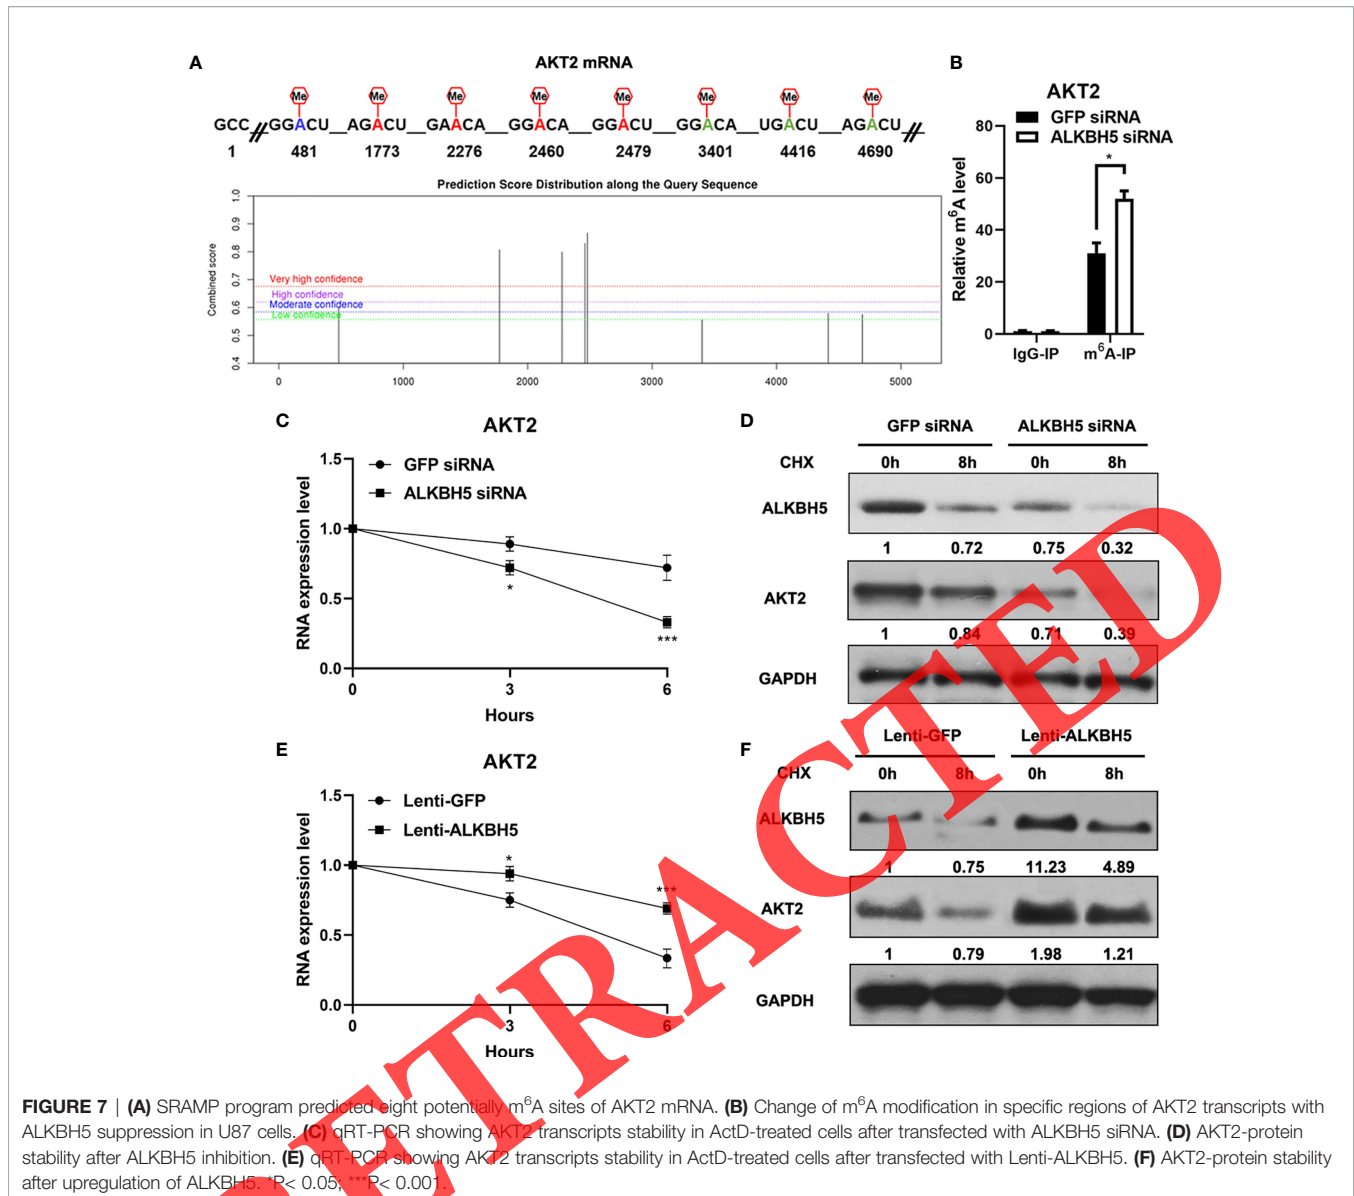 A
AKT2 mRNA
Me Me Me Me Me Me Me Me
GCC // GGACU__AGACU__GAACA__GGACA__GGACU__GGACA__UGACU__AGACU //
1 481 1773 2276 2460 2479 3401 4416 4690
Prediction Score Distribution along the Query Sequence
Combined score
1.0
0.9
0.8
0.7
0.6
0.5
0.4
Very high confidence
High confidence
Moderate confidence
Low confidence
0 1000 2000 3000 4000 5000
B
AKT2
GFP siRNA
ALKBH5 siRNA
Relative m6A level
80
60
40
20
0
*
IgG-IP m6A-IP
C
AKT2
GFP siRNA
ALKBH5 siRNA
RNA expression level
1.5
1.0
0.5
0.0
*
***
0 3 6
Hours
D
GFP siRNA ALKBH5 siRNA
CHX 0h 8h 0h 8h
ALKBH5
1 0.72 0.75 0.32
AKT2
1 0.84 0.71 0.39
GAPDH
E
AKT2
Lenti-GFP
Lenti-ALKBH5
RNA expression level
1.5
1.0
0.5
0.0
*
***
0 3 6
Hours
F
Lenti-GFP Lenti-ALKBH5
CHX 0h 8h 0h 8h
ALKBH5
1 0.75 11.23 4.89
AKT2
1 0.79 1.98 1.21
GAPDH
RETRACTED
FIGURE 7 | (A) SRAMP program predicted eight potentially m6A sites of AKT2 mRNA. (B) Change of m6A modification in specific regions of AKT2 transcripts with
ALKBH5 suppression in U87 cells. (C) qRT-PCR showing AKT2 transcripts stability in ActD-treated cells after transfected with ALKBH5 siRNA. (D) AKT2-protein
stability after ALKBH5 inhibition. (E) qRT-PCR showing AKT2 transcripts stability in ActD-treated cells after transfected with Lenti-ALKBH5. (F) AKT2-protein stability
after upregulation of ALKBH5. *P< 0.05; ***P< 0.001.